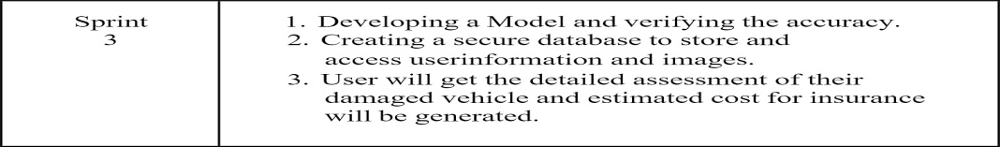 Sprint
3
1. Developing a Model and verifying the accuracy.
2. Creating a secure database to store and
access userinformation and images.
3. User will get the detailed assessment of their
damaged vehicle and estimated cost for insurance
will be generated.